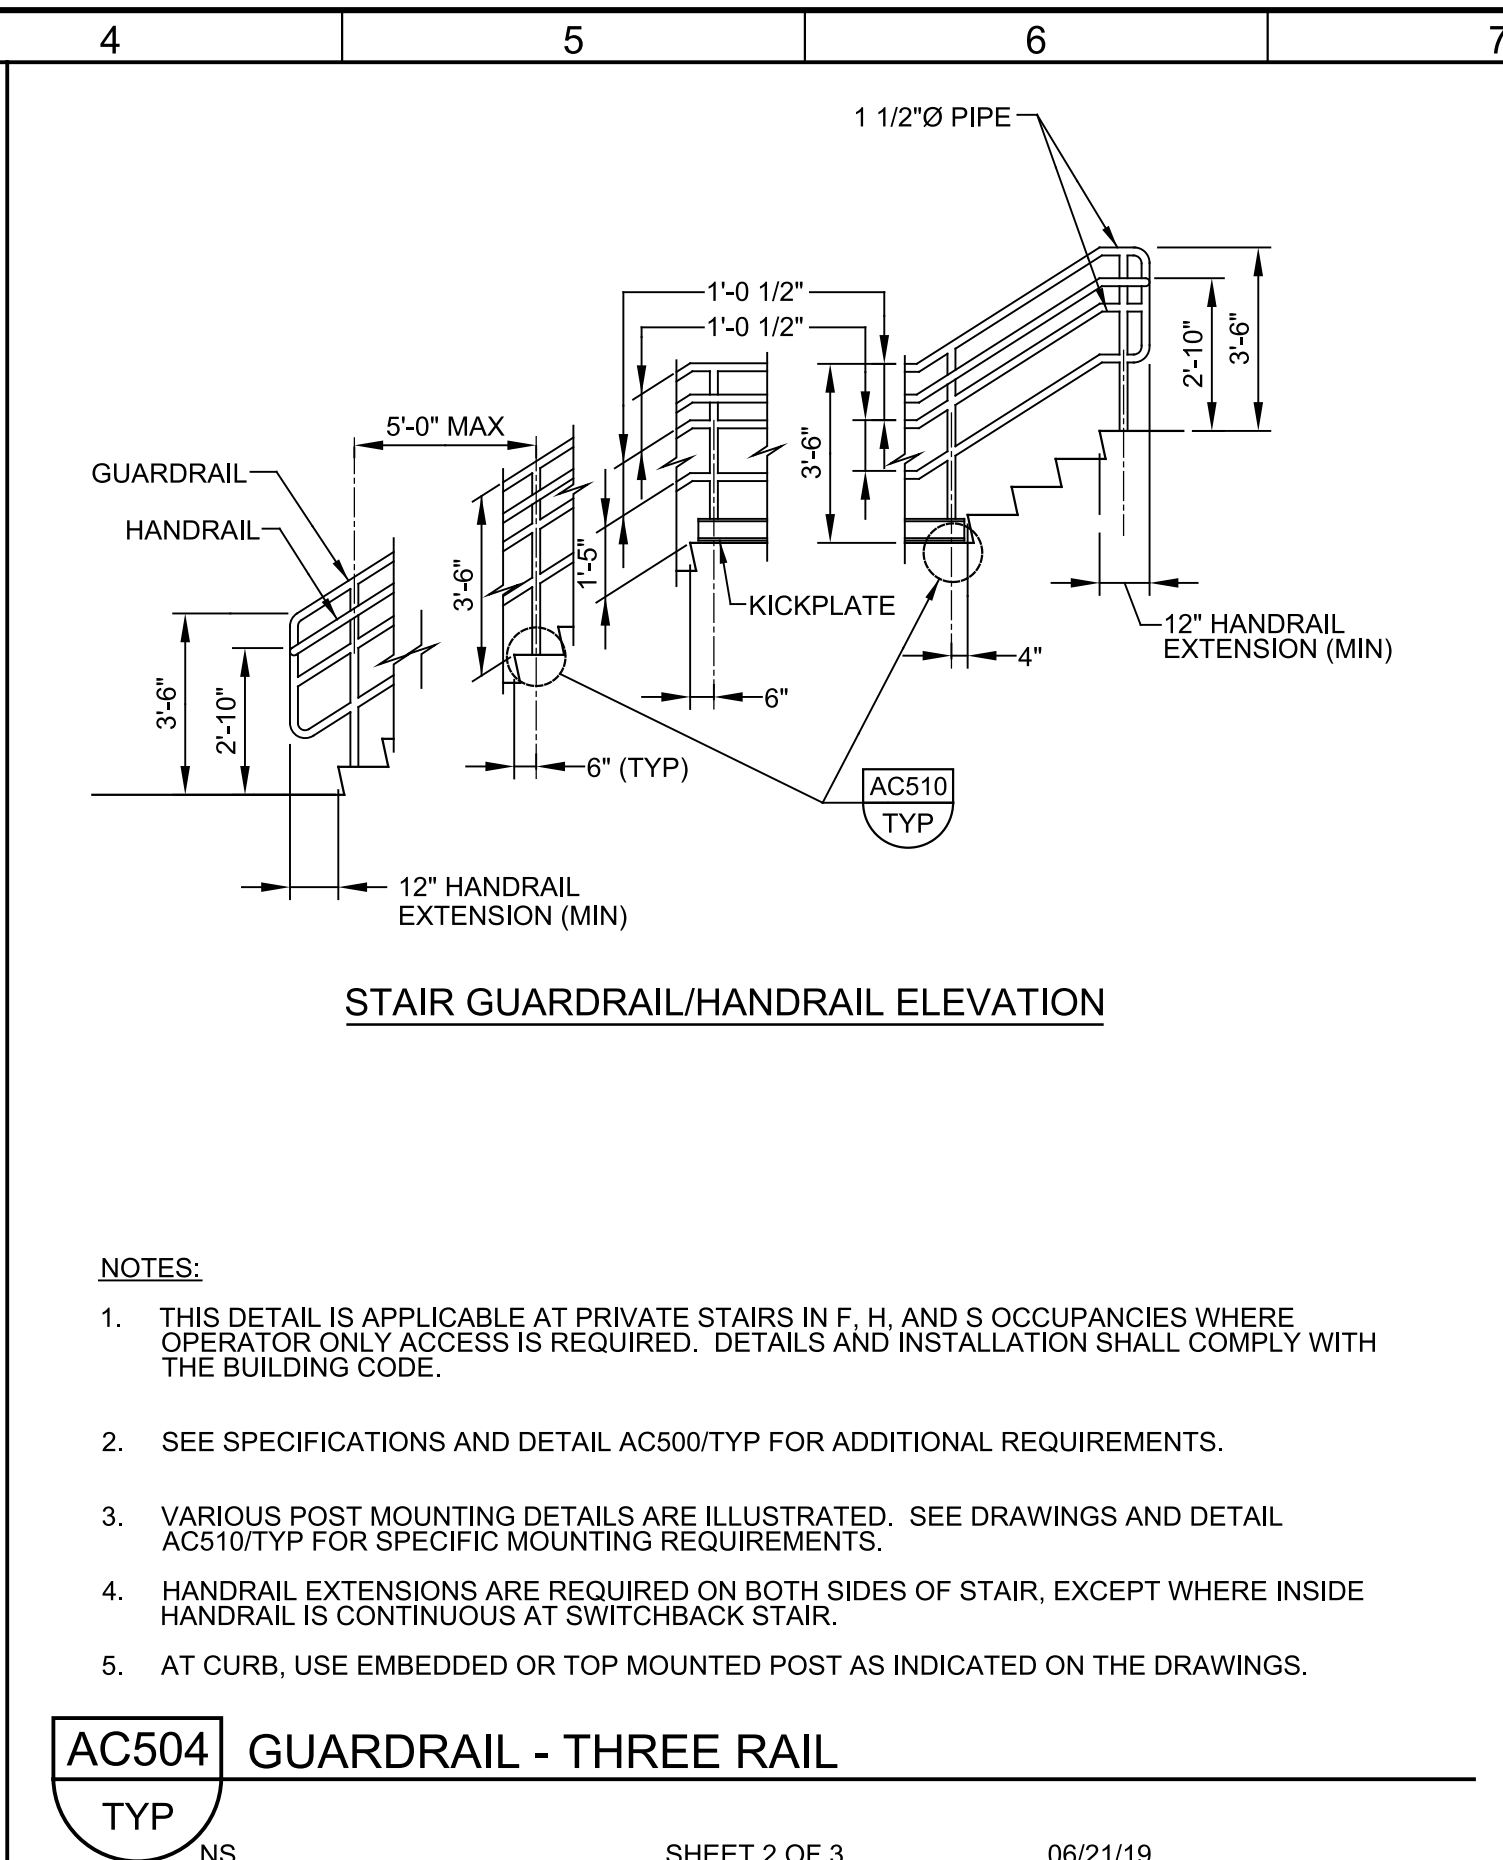 4
5
6
7
1 1/2"Ø PIPE
1'-0 1/2"
1'-0 1/2"
2'-10"
3'-6"
5'-0" MAX
3'-6"
GUARDRAIL
HANDRAIL
3'-6"
1'-5"
KICKPLATE
12" HANDRAIL
EXTENSION (MIN)
4"
3'-6"
2'-10"
6"
6" (TYP)
AC510
TYP
12" HANDRAIL
EXTENSION (MIN)
STAIR GUARDRAIL/HANDRAIL ELEVATION
NOTES:
1. THIS DETAIL IS APPLICABLE AT PRIVATE STAIRS IN F, H, AND S OCCUPANCIES WHERE
OPERATOR ONLY ACCESS IS REQUIRED. DETAILS AND INSTALLATION SHALL COMPLY WITH
THE BUILDING CODE.
2. SEE SPECIFICATIONS AND DETAIL AC500/TYP FOR ADDITIONAL REQUIREMENTS.
3. VARIOUS POST MOUNTING DETAILS ARE ILLUSTRATED. SEE DRAWINGS AND DETAIL
AC510/TYP FOR SPECIFIC MOUNTING REQUIREMENTS.
4. HANDRAIL EXTENSIONS ARE REQUIRED ON BOTH SIDES OF STAIR, EXCEPT WHERE INSIDE
HANDRAIL IS CONTINUOUS AT SWITCHBACK STAIR.
5. AT CURB, USE EMBEDDED OR TOP MOUNTED POST AS INDICATED ON THE DRAWINGS.
AC504 GUARDRAIL - THREE RAIL
TYP
NS SHEET 2 OF 3 06/21/19